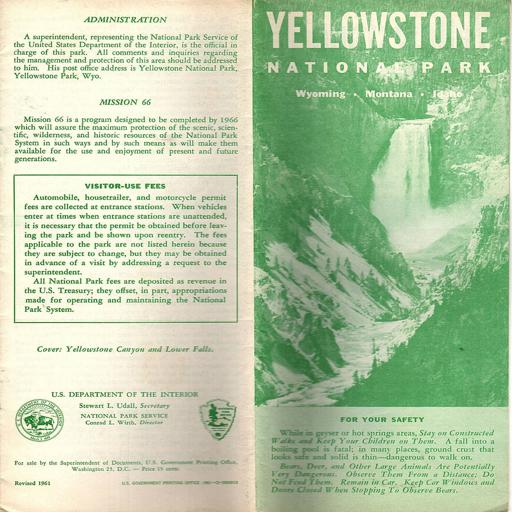 ADMINISTRATION
A superintendent, representing the National Park Service of
the United States Department of the Interior, is the official in
charge of this park. All comments and inquiries regarding
the management and protection of this area should be addressed
to him. His post office address is Yellowstone National Park,
Yellowstone Park, Wyo.
MISSION 66
Mission 66 is a program designed to be completed by 1966
which will assure the maximum protection of the scenic, scien-
tific, wilderness, and historic resources of the National Park
System in such ways and by such means as will make them
available for the use and enjoyment of present and future
generations.
VISITOR-USE FEES
Automobile, housetrailer, and motorcycle permit
fees are collected at entrance stations. When vehicles
enter at times when entrance stations are unattended,
it is necessary that the permit be obtained before leav-
ing the park and be shown upon reentry. The fees
applicable to the park are not listed herein because
they are subject to change, but they may be obtained
in advance of a visit by addressing a request to the
superintendent.
All National Park fees are deposited as revenue in
the U.S. Treasury; they offset, in part, appropriations
made for operating and maintaining the National
Park System.
Cover: Yellowstone Canyon and Lower Falls.
U.S. DEPARTMENT OF THE INTERIOR
Stewart L. Udall, Secretary
NATIONAL PARK SERVICE
Conrad L. Wirth, Director
For sale by the Superintendent of Documents, U.S. Government Printing Office,
Washington 25, D.C. — Price 15 cents
Revised 1961
U.S. GOVERNMENT PRINTING OFFICE
YELLOWSTONE
NATIONAL PARK
Wyoming · Montana · Idaho
FOR YOUR SAFETY
While in geyser or hot springs areas, Stay on Constructed
Walks and Keep Your Children on Them. A fall into a
boiling pool is fatal; in many places, ground crust that
looks safe and solid is thin—dangerous to walk on.
Bears, Deer, and Other Large Animals Are Potentially
Very Dangerous. Observe Them From a Distance; Do
Not Feed Them. Remain in Car. Keep Car Windows and
Doors Closed When Stopping To Observe Bears.